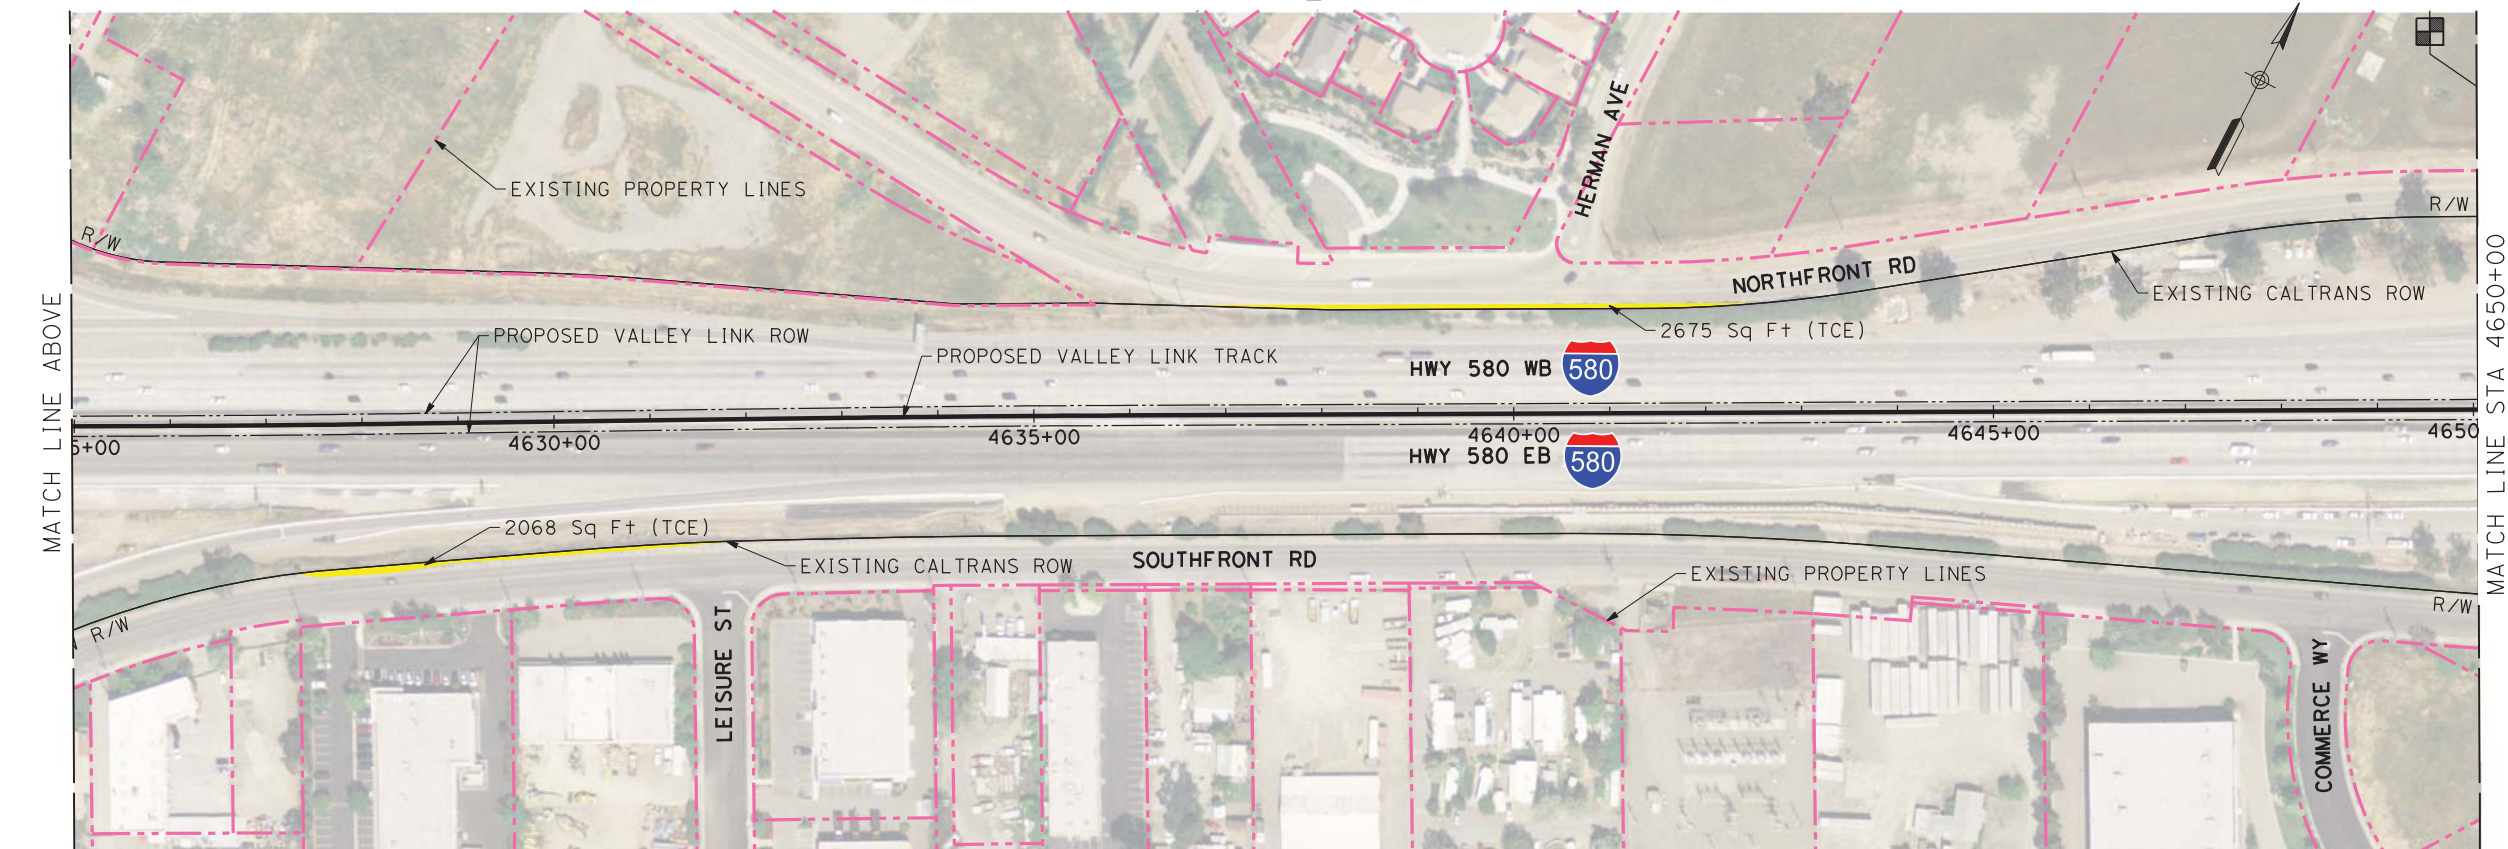 HERMAN AVE
EXISTING PROPERTY LINES
R/W
R/W
NORTHFRONT RD
EXISTING CALTRANS ROW
2675 Sq Ft (TCE)
PROPOSED VALLEY LINK ROW
PROPOSED VALLEY LINK TRACK
HWY 580 WB
580
MATCH LINE ABOVE
MATCH LINE STA 4650+00
5+00
4630+00
4635+00
4640+00
4645+00
4650
HWY 580 EB
580
2068 Sq Ft (TCE)
EXISTING CALTRANS ROW
SOUTHFRONT RD
EXISTING PROPERTY LINES
R/W
R/W
LEISURE ST
COMMERCE WY